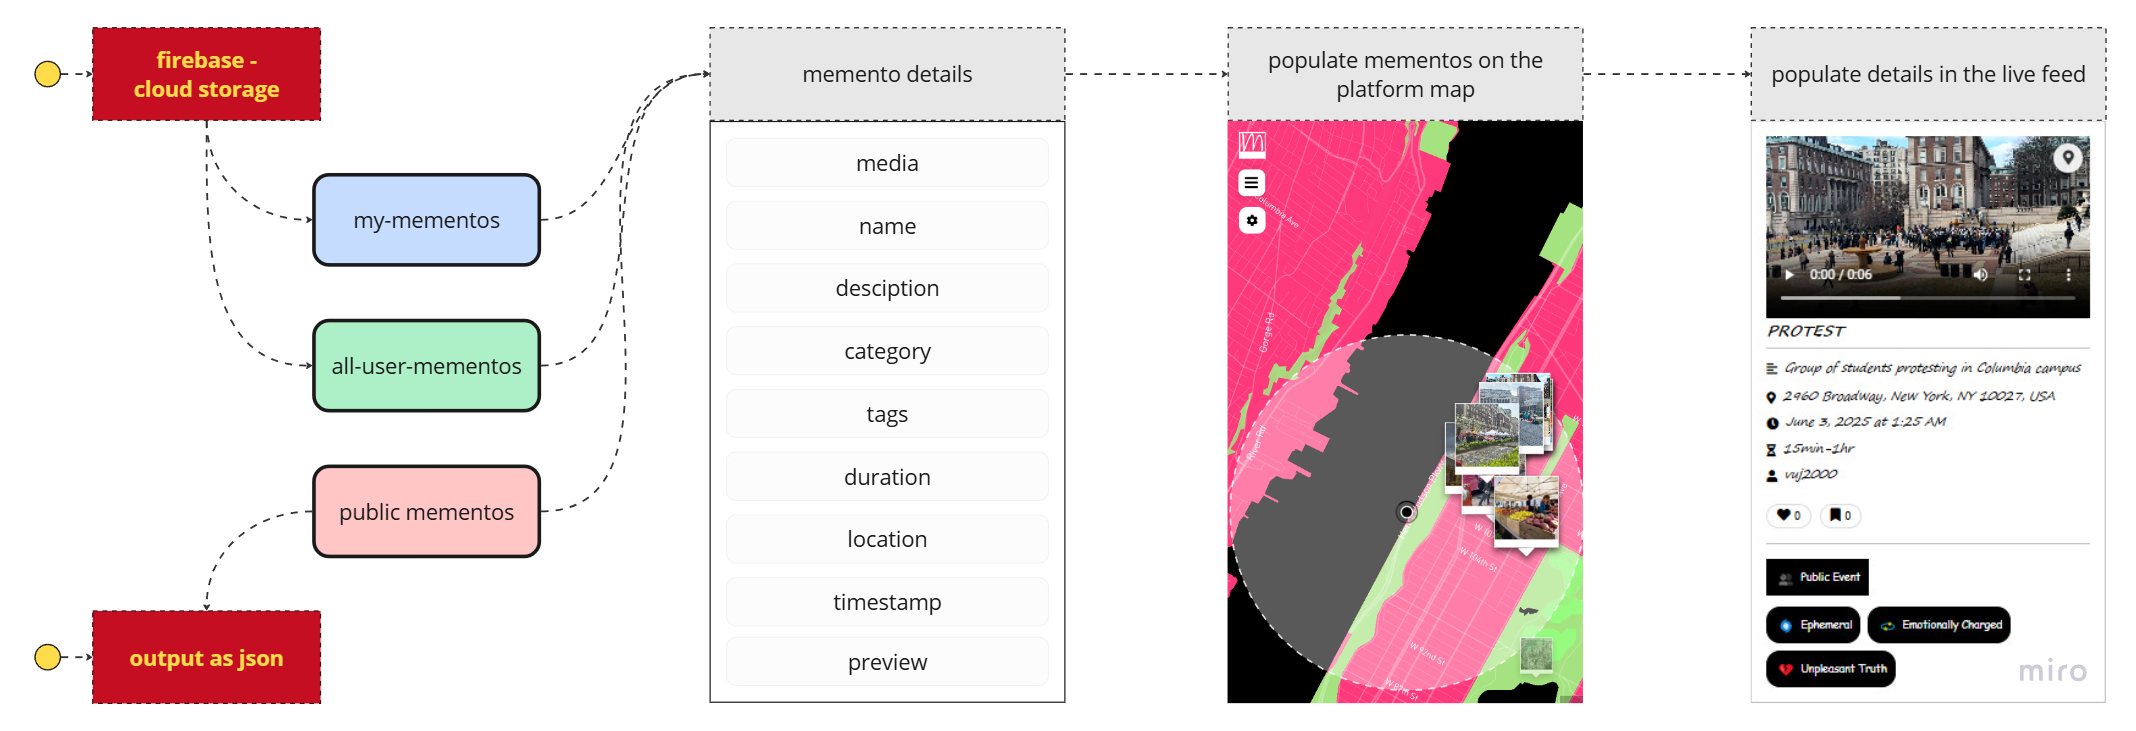 firebase -
cloud storage
my-mementos
all-user-mementos
public mementos
output as json
memento details
media
name
desciption
category
tags
duration
location
timestamp
preview
populate mementos on the
platform map
Columbia Ave
Gorge Rd
River Rd
W 104th St
W 92nd St
W 87th St
populate details in the live feed
0:00 / 0:06
PROTEST
Group of students protesting in Columbia campus
2960 Broadway, New York, NY 10027, USA
June 3, 2025 at 1:25 AM
15min-1hr
vuj2000
0 0
Public Event
Ephemeral Emotionally Charged
Unpleasant Truth
miro